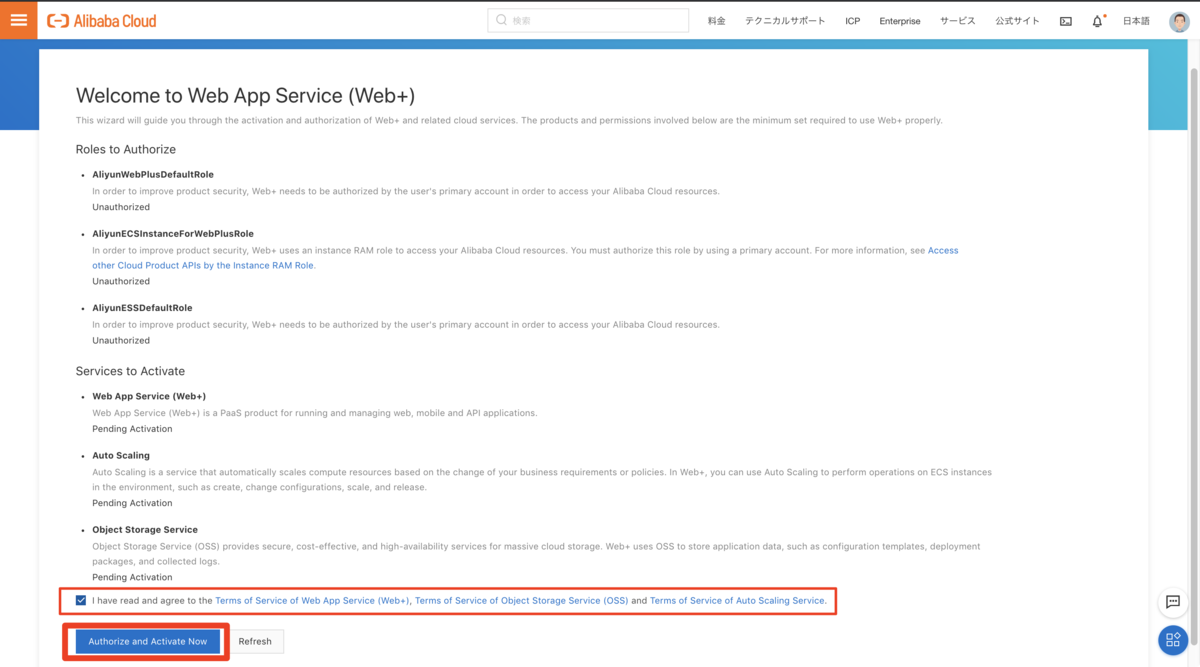 Alibaba Cloud
検索
料金 テクニカルサポート ICP Enterprise サービス 公式サイト 日本語
Welcome to Web App Service (Web+)
This wizard will guide you through the activation and authorization of Web+ and related cloud services. The products and permissions involved below are the minimum set required to use Web+ properly.
Roles to Authorize
AliyunWebPlusDefaultRole
In order to improve product security, Web+ needs to be authorized by the user's primary account in order to access your Alibaba Cloud resources.
Unauthorized
AliyunECSInstanceForWebPlusRole
In order to improve product security, Web+ uses an instance RAM role to access your Alibaba Cloud resources. You must authorize this role by using a primary account. For more information, see Access
other Cloud Product APIs by the Instance RAM Role.
Unauthorized
AliyunESSDefaultRole
In order to improve product security, Web+ needs to be authorized by the user's primary account in order to access your Alibaba Cloud resources.
Unauthorized
Services to Activate
Web App Service (Web+)
Web App Service (Web+) is a PaaS product for running and managing web, mobile and API applications.
Pending Activation
Auto Scaling
Auto Scaling is a service that automatically scales compute resources based on the change of your business requirements or policies. In Web+, you can use Auto Scaling to perform operations on ECS instances
in the environment, such as create, change configurations, scale, and release.
Pending Activation
Object Storage Service
Object Storage Service (OSS) provides secure, cost-effective, and high-availability services for massive cloud storage. Web+ uses OSS to store application data, such as configuration templates, deployment
packages, and collected logs.
Pending Activation
I have read and agree to the Terms of Service of Web App Service (Web+), Terms of Service of Object Storage Service (OSS) and Terms of Service of Auto Scaling Service.
Authorize and Activate Now Refresh